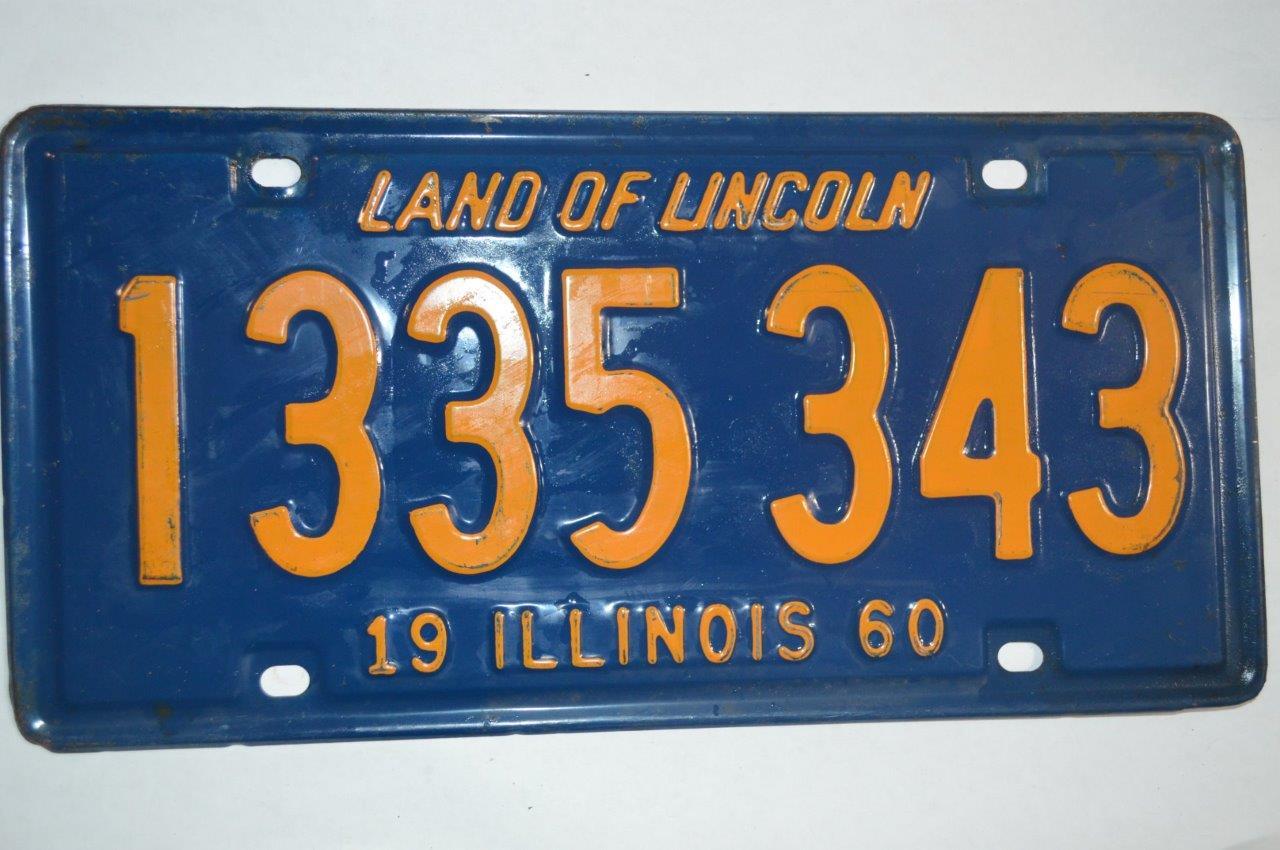 LAND OF LINCOLN
1335 343
19 ILLINOIS 60